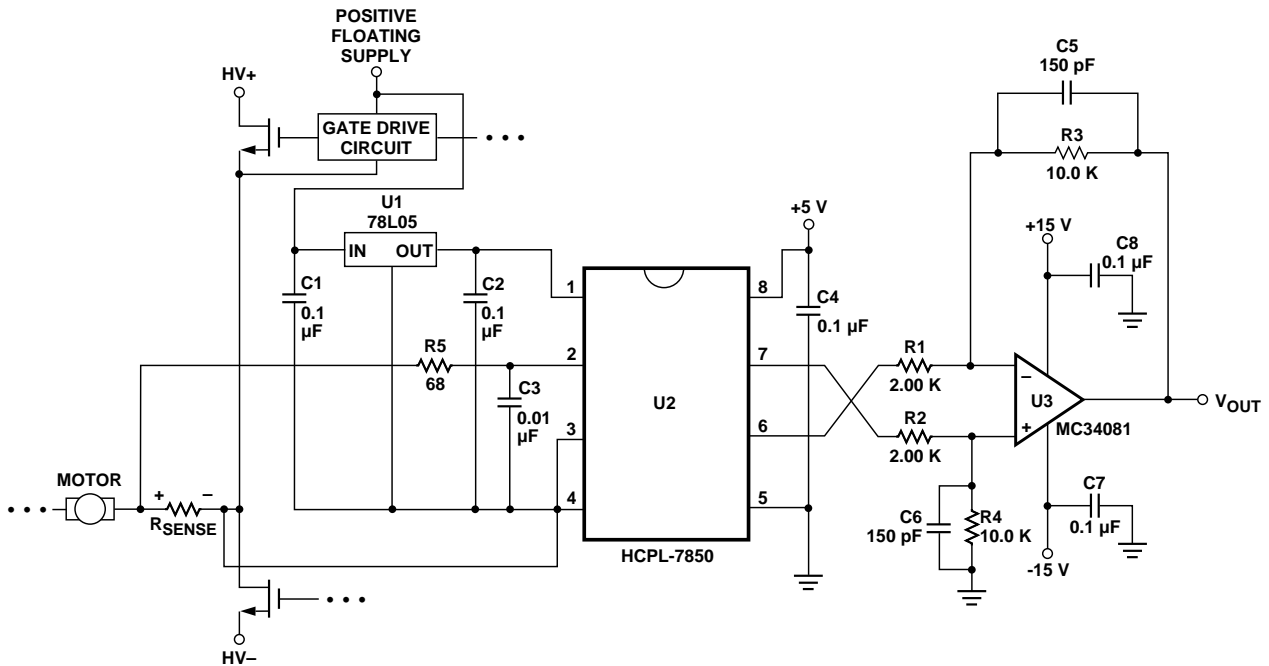 POSITIVE
FLOATING
SUPPLY
HV+
GATE DRIVE
CIRCUIT
• • •
U1
78L05
IN OUT
C1
0.1
µF
C2
0.1
µF
R5
68
C3
0.01
µF
MOTOR
• • •
+ –
RSENSE
• • •
HV–
1
2
3
4
8
7
6
5
U2
HCPL-7850
+5 V
C4
0.1 µF
R1
2.00 K
R2
2.00 K
C5
150 pF
R3
10.0 K
+15 V
C8
0.1 µF
–
+
U3
MC34081
VOUT
C6
150 pF
R4
10.0 K
C7
0.1 µF
-15 V